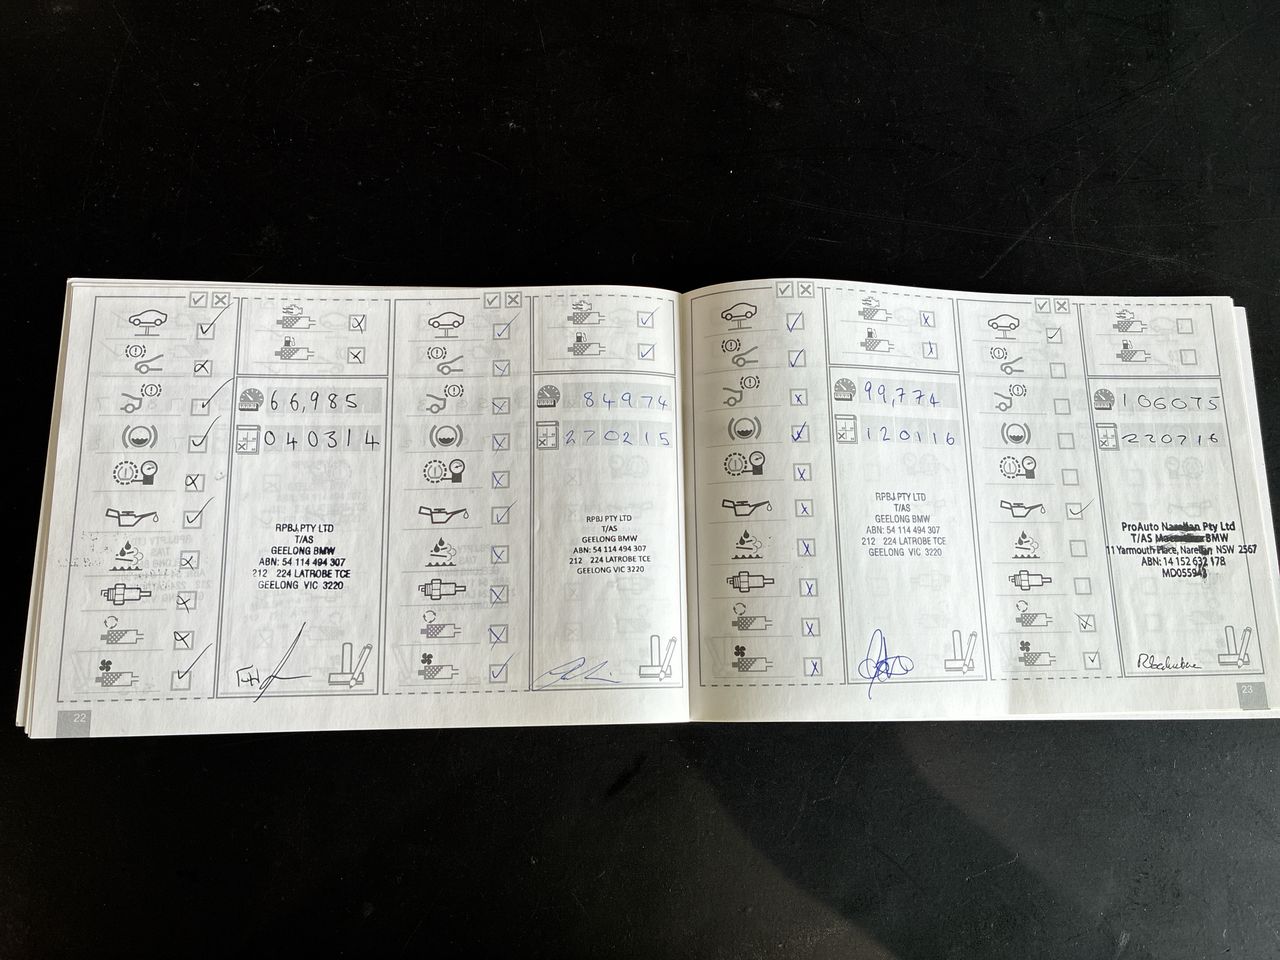 66,985
040314
RPBJ PTY LTD
T/AS
GEELONG BMW
ABN: 54 114 494 307
212 224 LATROBE TCE
GEELONG VIC 3220
22
84974
270215
RPBJ PTY LTD
T/AS
GEELONG BMW
ABN: 54 114 494 307
212 224 LATROBE TCE
GEELONG VIC 3220
99,774
120116
RPBJ PTY LTD
T/AS
GEELONG BMW
ABN: 54 114 494 307
212 224 LATROBE TCE
GEELONG VIC 3220
106075
220716
ProAuto Narellan Pty Ltd
T/AS BMW
11 Yarmouth Place, Narellan NSW 2567
ABN: 14 152 632 178
23